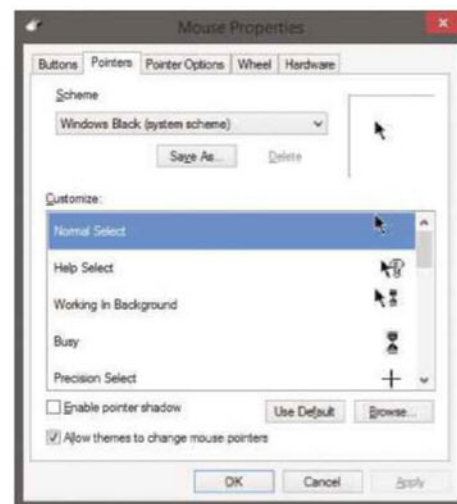 Mouse Properties
Buttons Pointers Pointer Options Wheel Hardware
Scheme
Windows Black (system scheme)
Save As... Delete
Customize:
Normal Select
Help Select
Working In Background
Busy
Precision Select
Enable pointer shadow Use Default Browse...
Allow themes to change mouse pointers
OK Cancel Apply